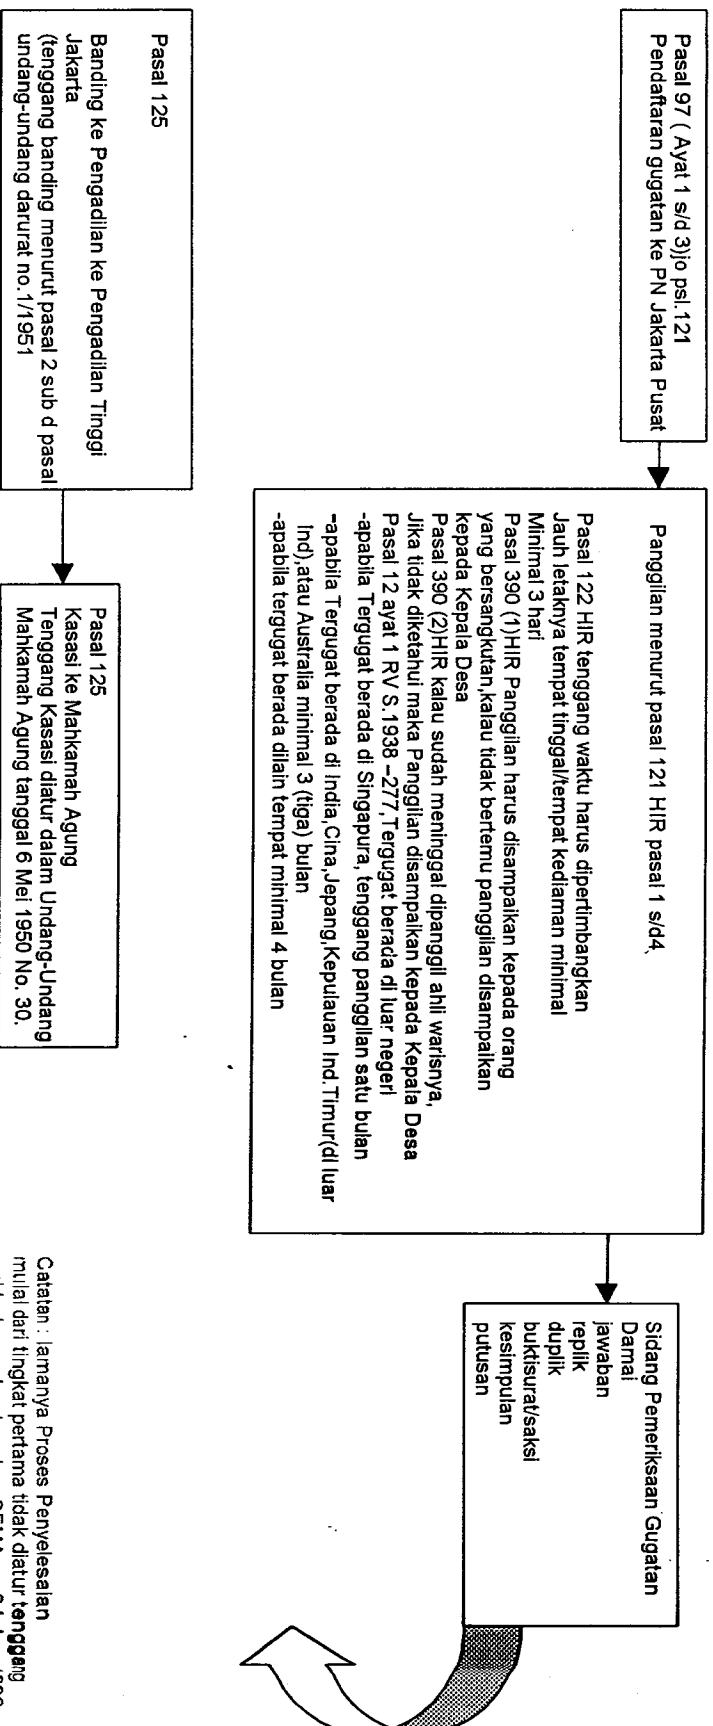 Pasal 97 ( Ayat 1 s/d 3)jo psl.121
Pendaftaran gugatan ke PN Jakarta Pusat
Panggilan menurut pasal 121 HIR pasal 1 s/d4,
Pasal 122 HIR tenggang waktu harus dipertimbangkan
Jauh letaknya tempat tinggal/tempat kediaman minimal
Minimal 3 hari
Pasal 390 (1)HIR Panggilan harus disampaikan kepada orang
yang bersangkutan,kalau tidak bertemu panggilan disampaikan
kepada Kepala Desa
Pasal 390 (2)HIR kalau sudah meninggal dipanggil ahli warisnya,
Jika tidak diketahui maka Panggilan disampaikan kepada Kepala Desa
Pasal 12 ayat 1 RV S.1938 –277,Tergugat berada di luar negeri
-apabila Tergugat berada di Singapura, tenggang panggilan satu bulan
-apabila Tergugat berada di India,Cina,Jepang,Kepulauan Ind.Timur(di luar
Ind),atau Australia minimal 3 (tiga) bulan
-apabila tergugat berada dilain tempat minimal 4 bulan
Sidang Pemeriksaan Gugatan
Damai
jawaban
replik
duplik
buktisurat/saksi
kesimpulan
putusan
Pasal 125
Banding ke Pengadilan ke Pengadilan Tinggi
Jakarta
(tenggang banding menurut pasal 2 sub d pasal
undang-undang darurat no.1/1951
Pasal 125
Kasasi ke Mahkamah Agung
Tenggang Kasasi diatur dalam Undang-Undang
Mahkamah Agung tanggal 6 Mei 1950 No. 30.
Catatan : lamanya Proses Penyelesaian
mulai dari tingkat pertama tidak diatur tenggang